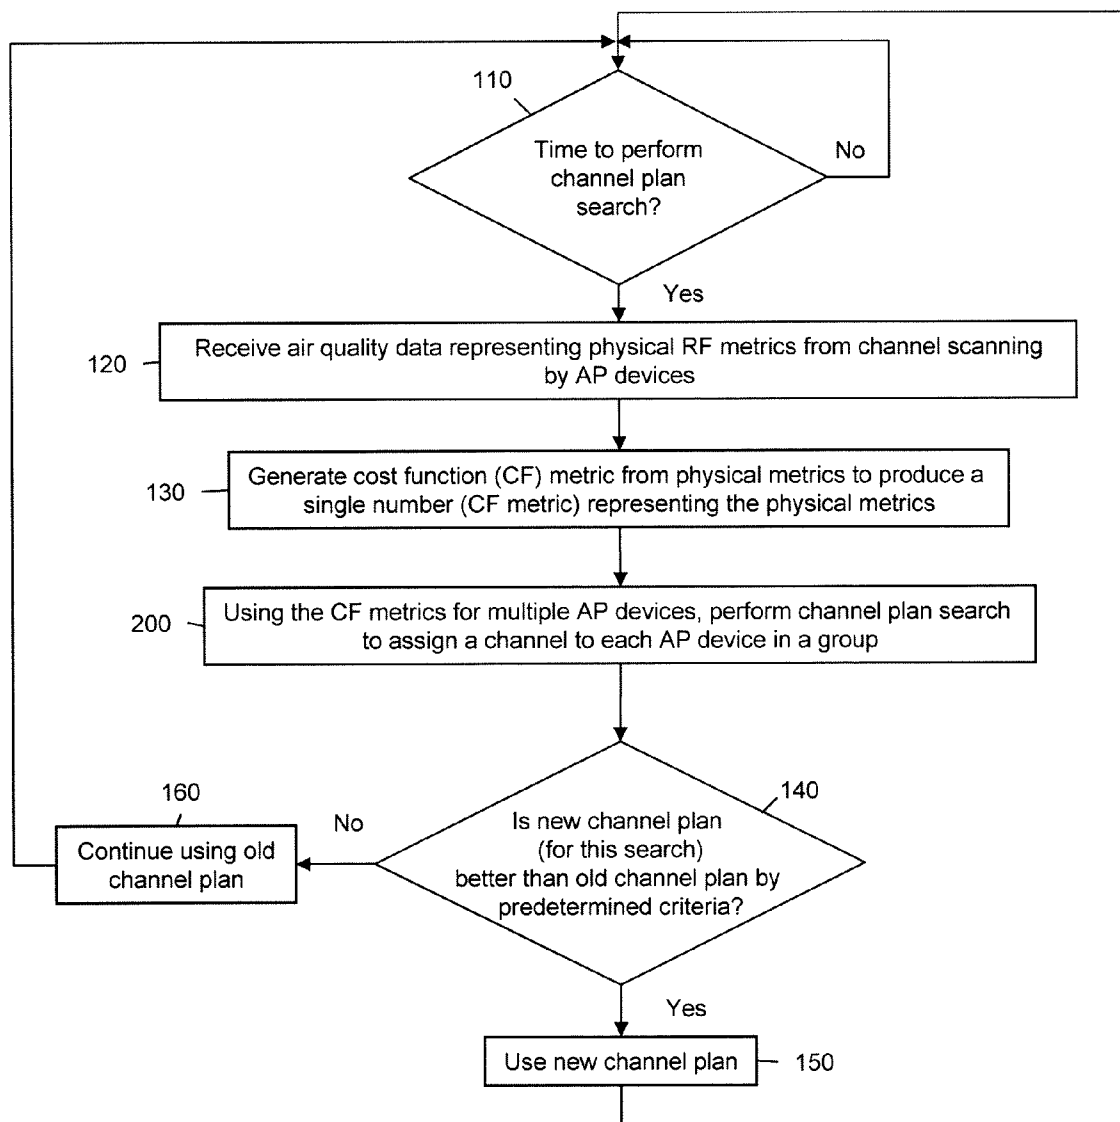 110
Time to perform
channel plan
search?
No
Yes
120
Receive air quality data representing physical RF metrics from channel scanning
by AP devices
130
Generate cost function (CF) metric from physical metrics to produce a
single number (CF metric) representing the physical metrics
200
Using the CF metrics for multiple AP devices, perform channel plan search
to assign a channel to each AP device in a group
160
Continue using old
channel plan
No
140
Is new channel plan
(for this search)
better than old channel plan by
predetermined criteria?
Yes
Use new channel plan
150